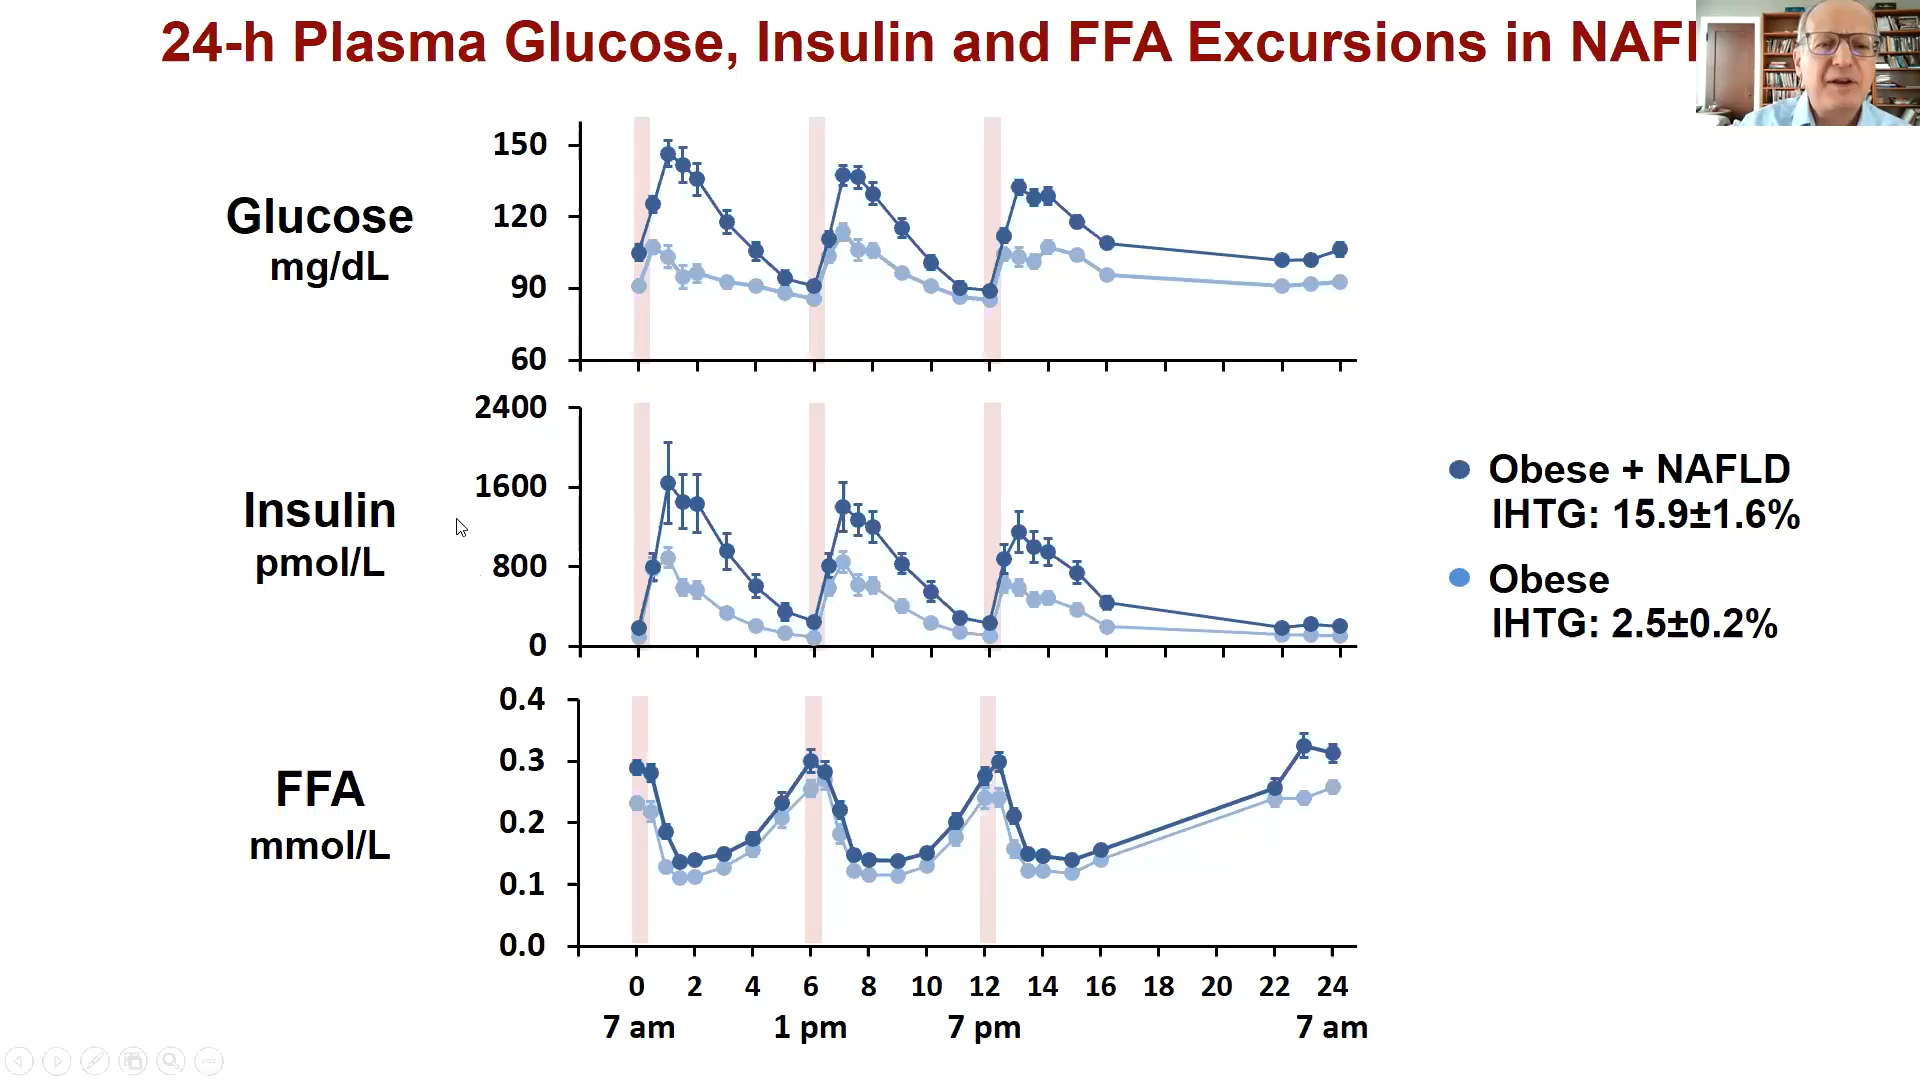 24-h Plasma Glucose, Insulin and FFA Excursions in NAFL
Glucose
mg/dL
150
120
90
60
Insulin
pmol/L
2400
1600
800
0
Obese + NAFLD
IHTG: 15.9±1.6%
Obese
IHTG: 2.5±0.2%
FFA
mmol/L
0.4
0.3
0.2
0.1
0.0
0 2 4 6 8 10 12 14 16 18 20 22 24
7 am 1 pm 7 pm 7 am